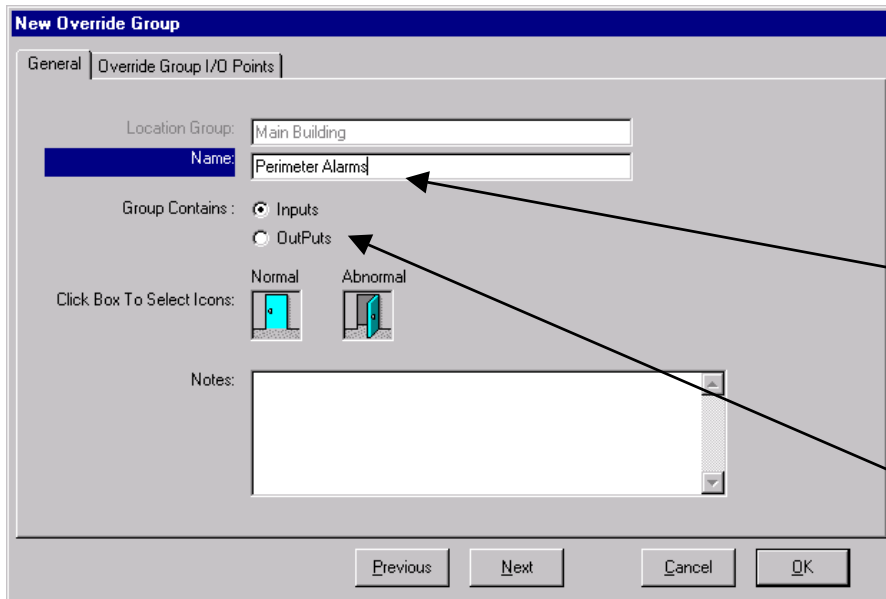 New Override Group
General Override Group I/O Points
Location Group: Main Building
Name: Perimeter Alarms
Group Contains : Inputs
OutPuts
Normal Abnormal
Click Box To Select Icons:
Notes:
Previous Next Cancel OK